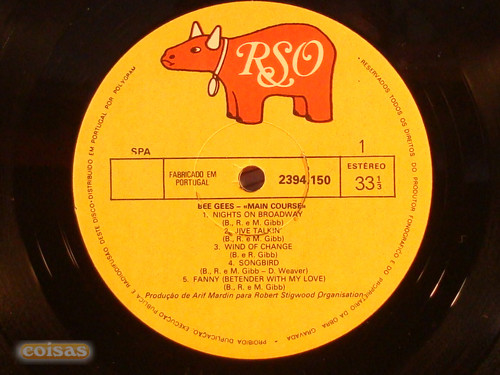 RSO
SPA
1
FABRICADO EM
PORTUGAL
2394 150
ESTÉREO
33 1/3
BEE GEES – «MAIN COURSE»
1. NIGHTS ON BROADWAY
(B., R. e M. Gibb)
2. JIVE TALKIN'
(B., R. e M. Gibb)
3. WIND OF CHANGE
(B. e R. Gibb)
4. SONGBIRD
(B., R. e M. Gibb – D. Weaver)
5. FANNY (BETENDER WITH MY LOVE)
(B., R. e M. Gibb)
Produção de Arif Mardin para Robert Stigwood Organisation
• RESERVADOS TODOS OS DIREITOS DO PRODUTOR FONOGRÁFICO E DO PROPRIETÁRIO DA OBRA GRAVADA • PROIBIDA DUPLICAÇÃO, EXECUÇÃO PÚBLICA E RADIODIFUSÃO DESTE DISCO • DISTRIBUIDO EM PORTUGAL POR POLYGRAM
coisas